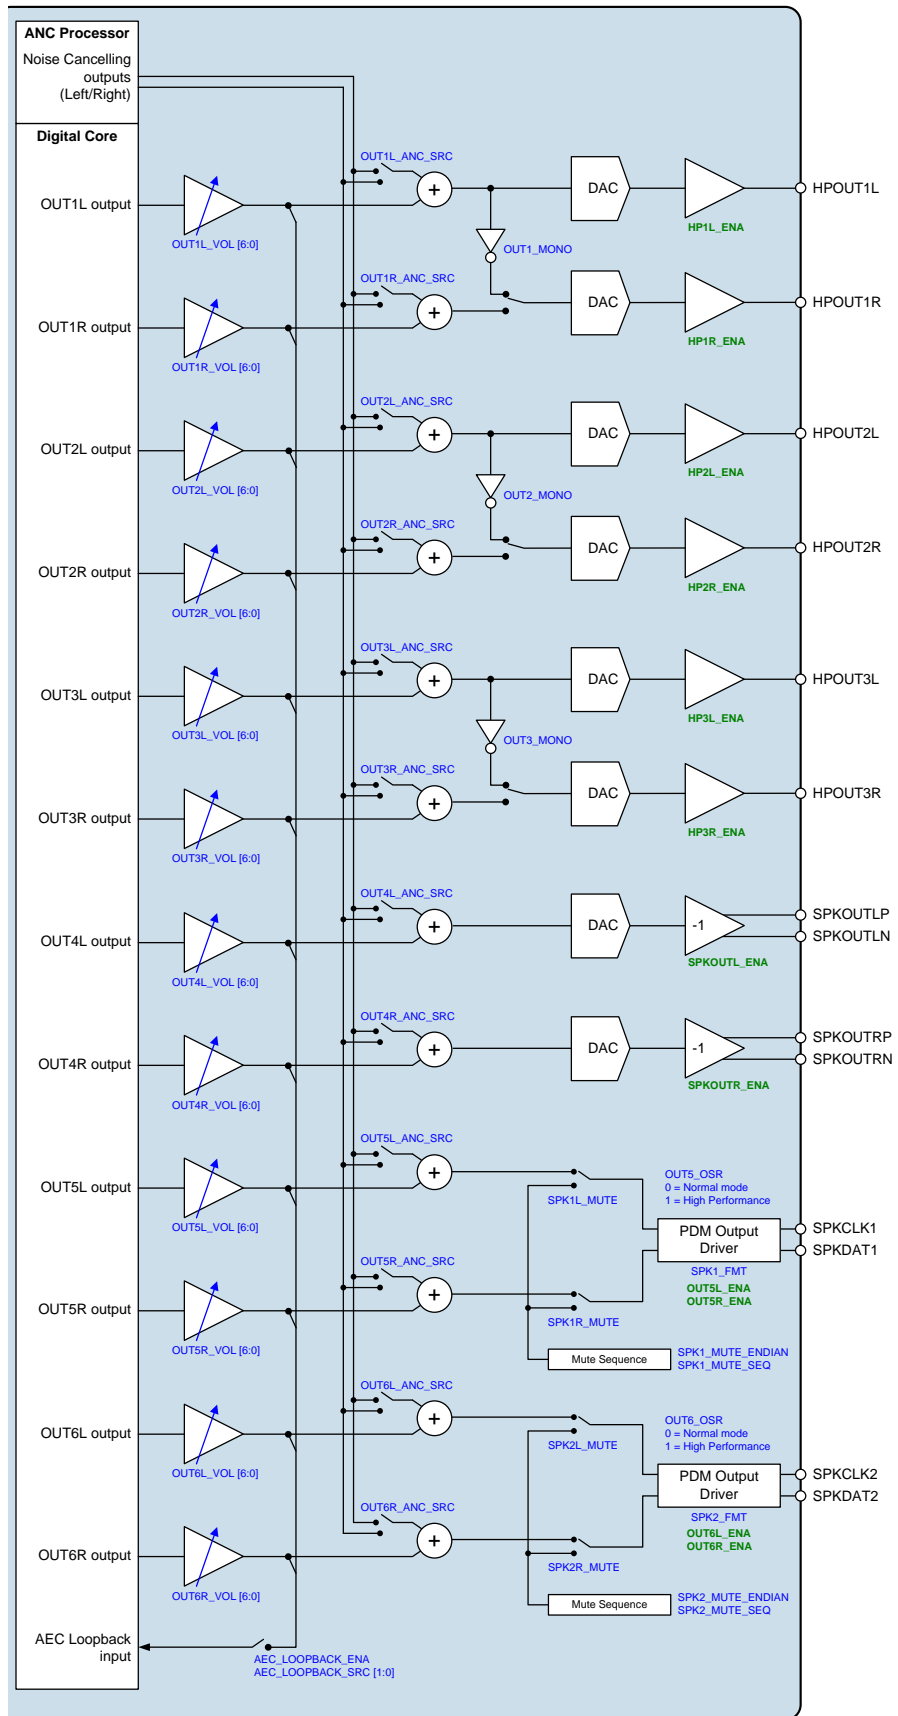 ANC Processor
Noise Cancelling
outputs
(Left/Right)
Digital Core
OUT1L_ANC_SRC
OUT1L output
+
DAC
HPOUT1L
OUT1L_VOL [6:0]
HP1L_ENA
OUT1_MONO
OUT1R_ANC_SRC
OUT1R output
+
DAC
HPOUT1R
OUT1R_VOL [6:0]
HP1R_ENA
OUT2L_ANC_SRC
OUT2L output
+
DAC
HPOUT2L
OUT2L_VOL [6:0]
HP2L_ENA
OUT2_MONO
OUT2R_ANC_SRC
OUT2R output
+
DAC
HPOUT2R
OUT2R_VOL [6:0]
HP2R_ENA
OUT3L_ANC_SRC
OUT3L output
+
DAC
HPOUT3L
OUT3L_VOL [6:0]
HP3L_ENA
OUT3_MONO
OUT3R_ANC_SRC
OUT3R output
+
DAC
HPOUT3R
OUT3R_VOL [6:0]
HP3R_ENA
OUT4L_ANC_SRC
OUT4L output
+
DAC
-1
SPKOUTLP
SPKOUTLN
OUT4L_VOL [6:0]
SPKOUTL_ENA
OUT4R_ANC_SRC
OUT4R output
+
DAC
-1
SPKOUTRP
SPKOUTRN
OUT4R_VOL [6:0]
SPKOUTR_ENA
OUT5L_ANC_SRC
OUT5L output
+
OUT5L_VOL [6:0]
SPK1L_MUTE
OUT5_OSR
0 = Normal mode
1 = High Performance
PDM Output
Driver
SPKCLK1
SPKDAT1
SPK1_FMT
OUT5L_ENA
OUT5R_ENA
OUT5R_ANC_SRC
OUT5R output
+
OUT5R_VOL [6:0]
SPK1R_MUTE
Mute Sequence
SPK1_MUTE_ENDIAN
SPK1_MUTE_SEQ
OUT6L_ANC_SRC
OUT6L output
+
OUT6L_VOL [6:0]
SPK2L_MUTE
OUT6_OSR
0 = Normal mode
1 = High Performance
PDM Output
Driver
SPKCLK2
SPKDAT2
SPK2_FMT
OUT6L_ENA
OUT6R_ENA
OUT6R_ANC_SRC
OUT6R output
+
OUT6R_VOL [6:0]
SPK2R_MUTE
Mute Sequence
SPK2_MUTE_ENDIAN
SPK2_MUTE_SEQ
AEC Loopback
input
AEC_LOOPBACK_ENA
AEC_LOOPBACK_SRC [1:0]